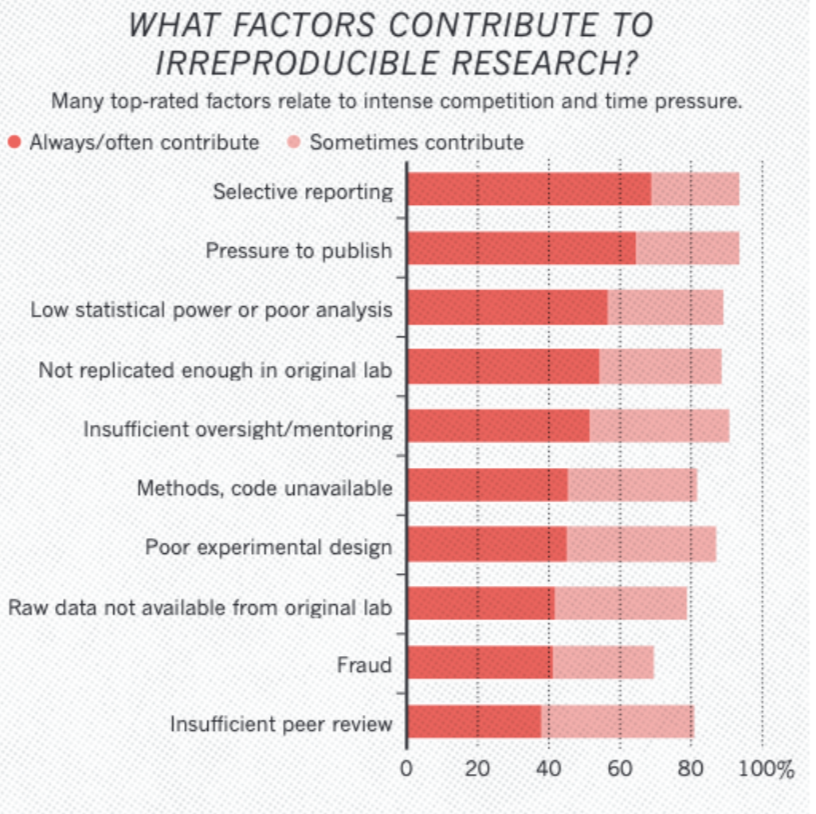 WHAT FACTORS CONTRIBUTE TO
IRREPRODUCIBLE RESEARCH?
Many top-rated factors relate to intense competition and time pressure.
Always/often contribute
Sometimes contribute
Selective reporting
Pressure to publish
Low statistical power or poor analysis
Not replicated enough in original lab
Insufficient oversight/mentoring
Methods, code unavailable
Poor experimental design
Raw data not available from original lab
Fraud
Insufficient peer review
0 20 40 60 80 100%